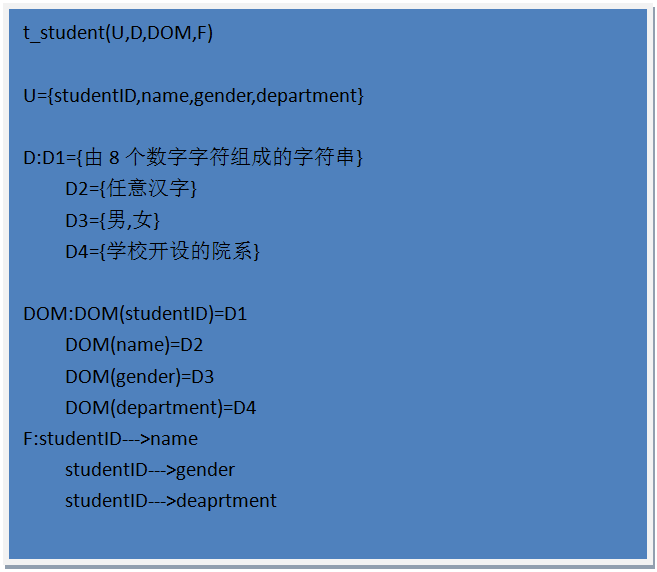 t_student(U,D,DOM,F)
U={studentID,name,gender,department}
D:D1={由 8 个数字字符组成的字符串}
D2={任意汉字}
D3={男,女}
D4={学校开设的院系}
DOM:DOM(studentID)=D1
DOM(name)=D2
DOM(gender)=D3
DOM(department)=D4
F:studentID--->name
studentID--->gender
studentID--->deaprtment